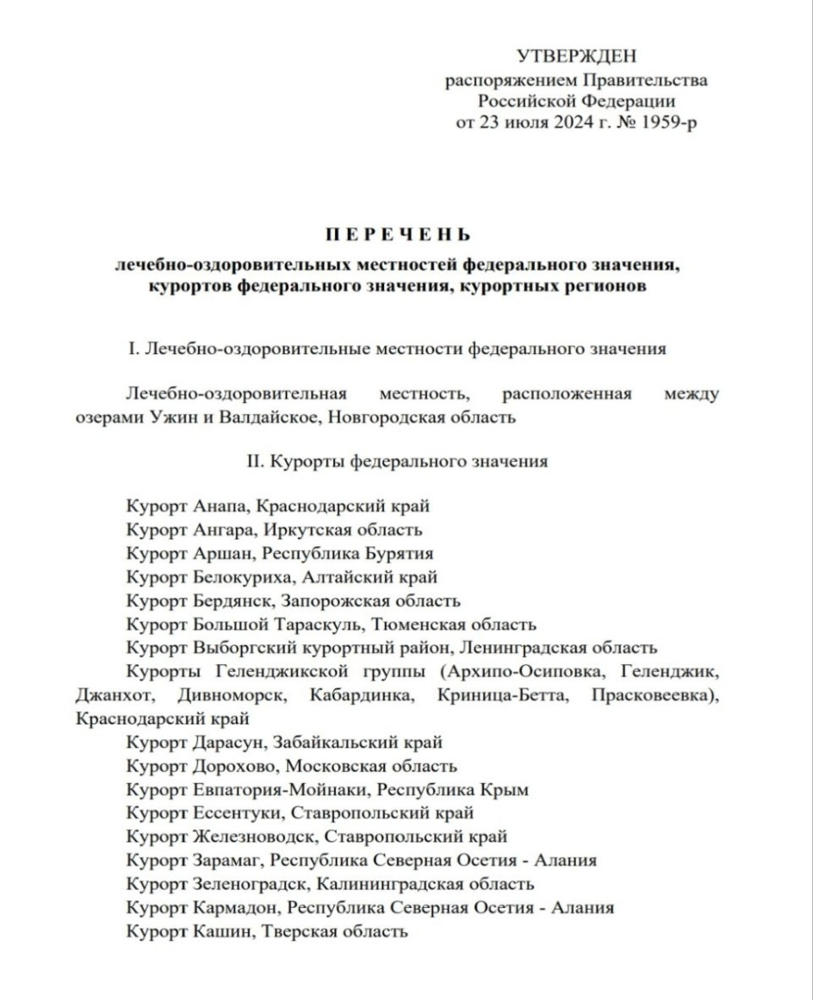 УТВЕРЖДЕН
распоряжением Правительства
Российской Федерации
от 23 июля 2024 г. № 1959-р
П Е Р Е Ч Е Н Ь
лечебно-оздоровительных местностей федерального значения,
курортов федерального значения, курортных регионов
I. Лечебно-оздоровительные местности федерального значения
Лечебно-оздоровительная местность, расположенная между
озерами Ужин и Валдайское, Новгородская область
II. Курорты федерального значения
Курорт Анапа, Краснодарский край
Курорт Ангара, Иркутская область
Курорт Аршан, Республика Бурятия
Курорт Белокуриха, Алтайский край
Курорт Бердянск, Запорожская область
Курорт Большой Тараскуль, Тюменская область
Курорт Выборгский курортный район, Ленинградская область
Курорты Геленджикской группы (Архипо-Осиповка, Геленджик,
Джанхот, Дивноморск, Кабардинка, Криница-Бетта, Прасковеевка),
Краснодарский край
Курорт Дарасун, Забайкальский край
Курорт Дорохово, Московская область
Курорт Евпатория-Мойнаки, Республика Крым
Курорт Ессентуки, Ставропольский край
Курорт Железноводск, Ставропольский край
Курорт Зарамаг, Республика Северная Осетия - Алания
Курорт Зеленоградск, Калининградская область
Курорт Кармадон, Республика Северная Осетия - Алания
Курорт Кашин, Тверская область